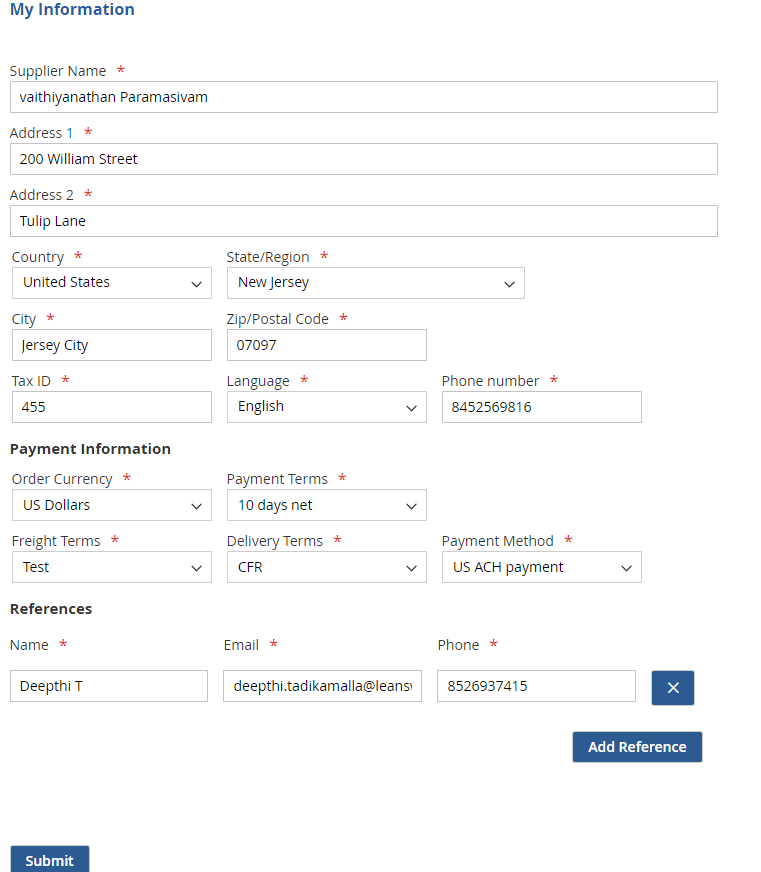 My Information
Supplier Name *
vaithiyanathan Paramasivam
Address 1 *
200 William Street
Address 2 *
Tulip Lane
Country * State/Region *
United States New Jersey
City * Zip/Postal Code *
Jersey City 07097
Tax ID * Language * Phone number *
455 English 8452569816
Payment Information
Order Currency * Payment Terms *
US Dollars 10 days net
Freight Terms * Delivery Terms * Payment Method *
Test CFR US ACH payment
References
Name * Email * Phone *
Deepthi T deepthi.tadikamalla@leans 8526937415
Add Reference
Submit